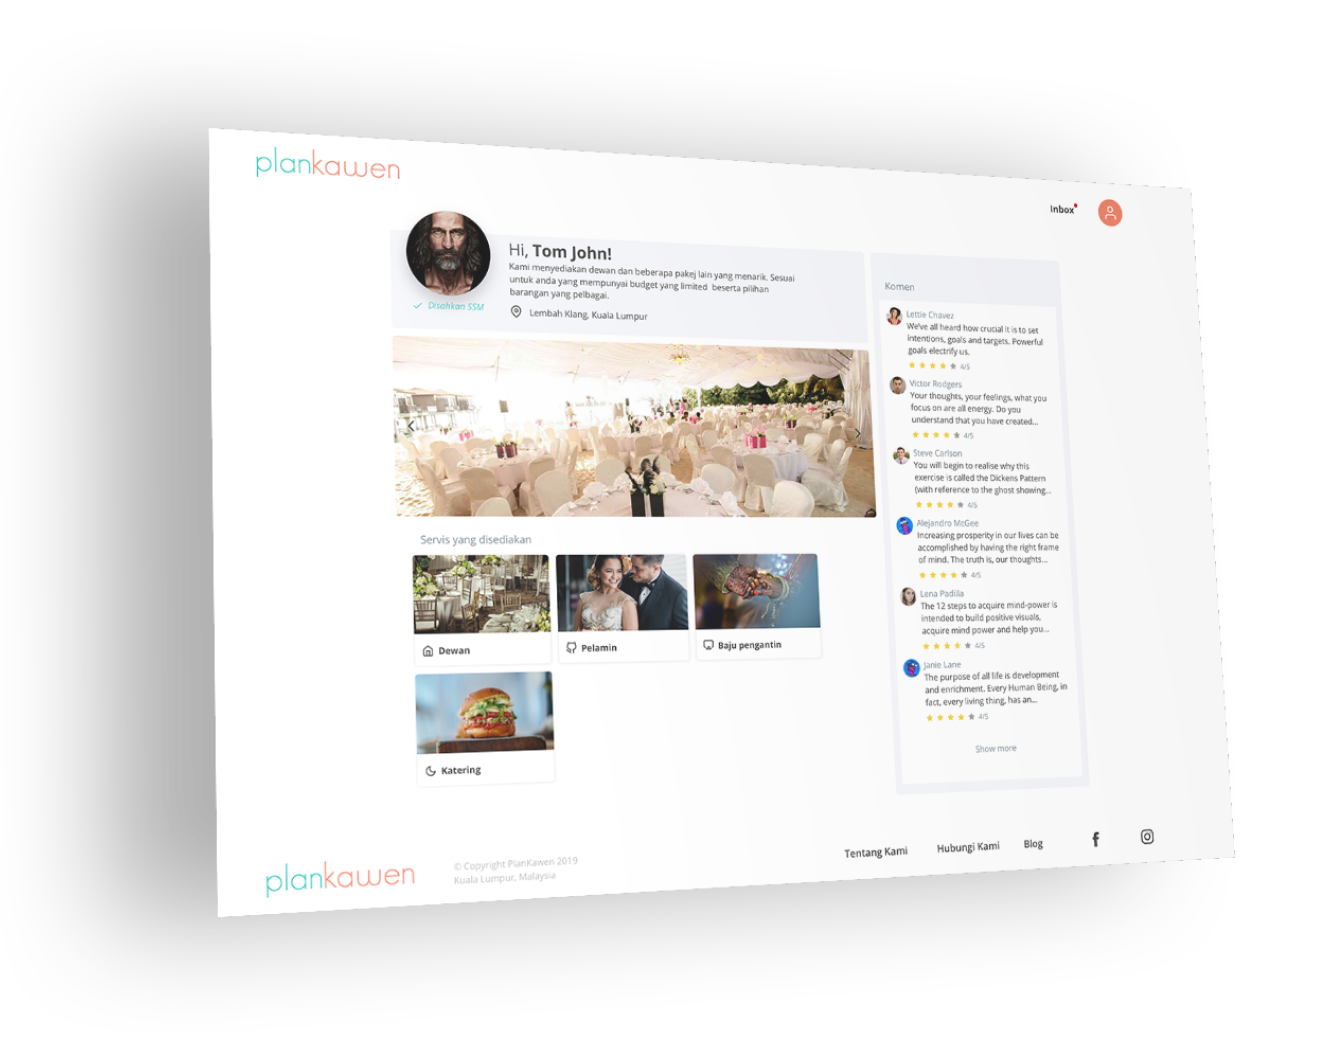 plankawen
Inbox
Hi, Tom John!
Kami menyediakan dewan dan beberapa pakej lain yang menarik. Sesuai
untuk anda yang mempunyai budget yang limited beserta pilihan
barangan yang pelbagai.
Disahkan SSM
Lembah Klang, Kuala Lumpur
Servis yang disediakan
Dewan
Pelamin
Baju pengantin
Katering
Komen
Lettie Chavez
We've all heard how crucial it is to set
intentions, goals and targets. Powerful
goals electrify us.
4/5
Victor Rodgers
Your thoughts, your feelings, what you
focus on are all energy. Do you
understand that you have created...
4/5
Steve Carlson
You will begin to realise why this
exercise is called the Dickens Pattern
(with reference to the ghost showing...
4/5
Alejandro McGee
Increasing prosperity in our lives can be
accomplished by having the right frame
of mind. The truth is, our thoughts...
4/5
Lena Padilla
The 12 steps to acquire mind-power is
intended to build positive visuals,
acquire mind power and help you...
4/5
Janie Lane
The purpose of all life is development
and enrichment. Every Human Being, in
fact, every living thing, has an...
4/5
Show more
plankawen
© Copyright PlanKawen 2019
Kuala Lumpur, Malaysia
Tentang Kami
Hubungi Kami
Blog